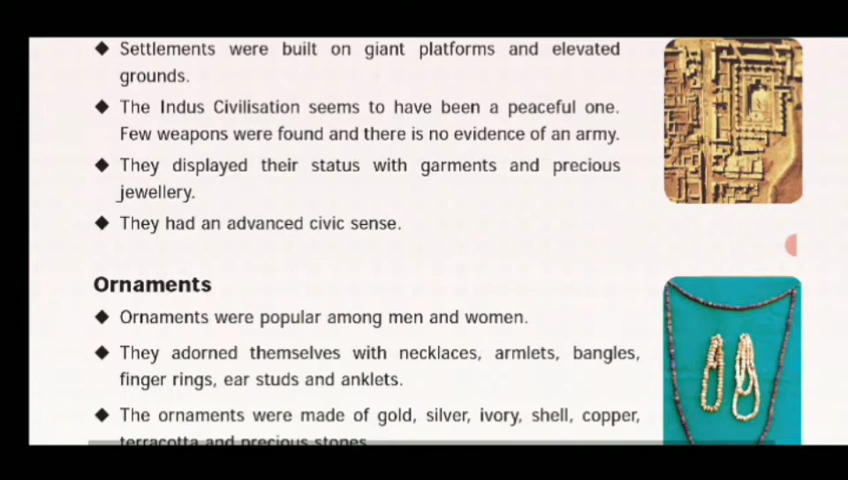 ◆ Settlements were built on giant platforms and elevated
grounds.
◆ The Indus Civilisation seems to have been a peaceful one.
Few weapons were found and there is no evidence of an army.
◆ They displayed their status with garments and precious
jewellery.
◆ They had an advanced civic sense.
Ornaments
◆ Ornaments were popular among men and women.
◆ They adorned themselves with necklaces, armlets, bangles,
finger rings, ear studs and anklets.
◆ The ornaments were made of gold, silver, ivory, shell, copper,
terracotta and precious stones.